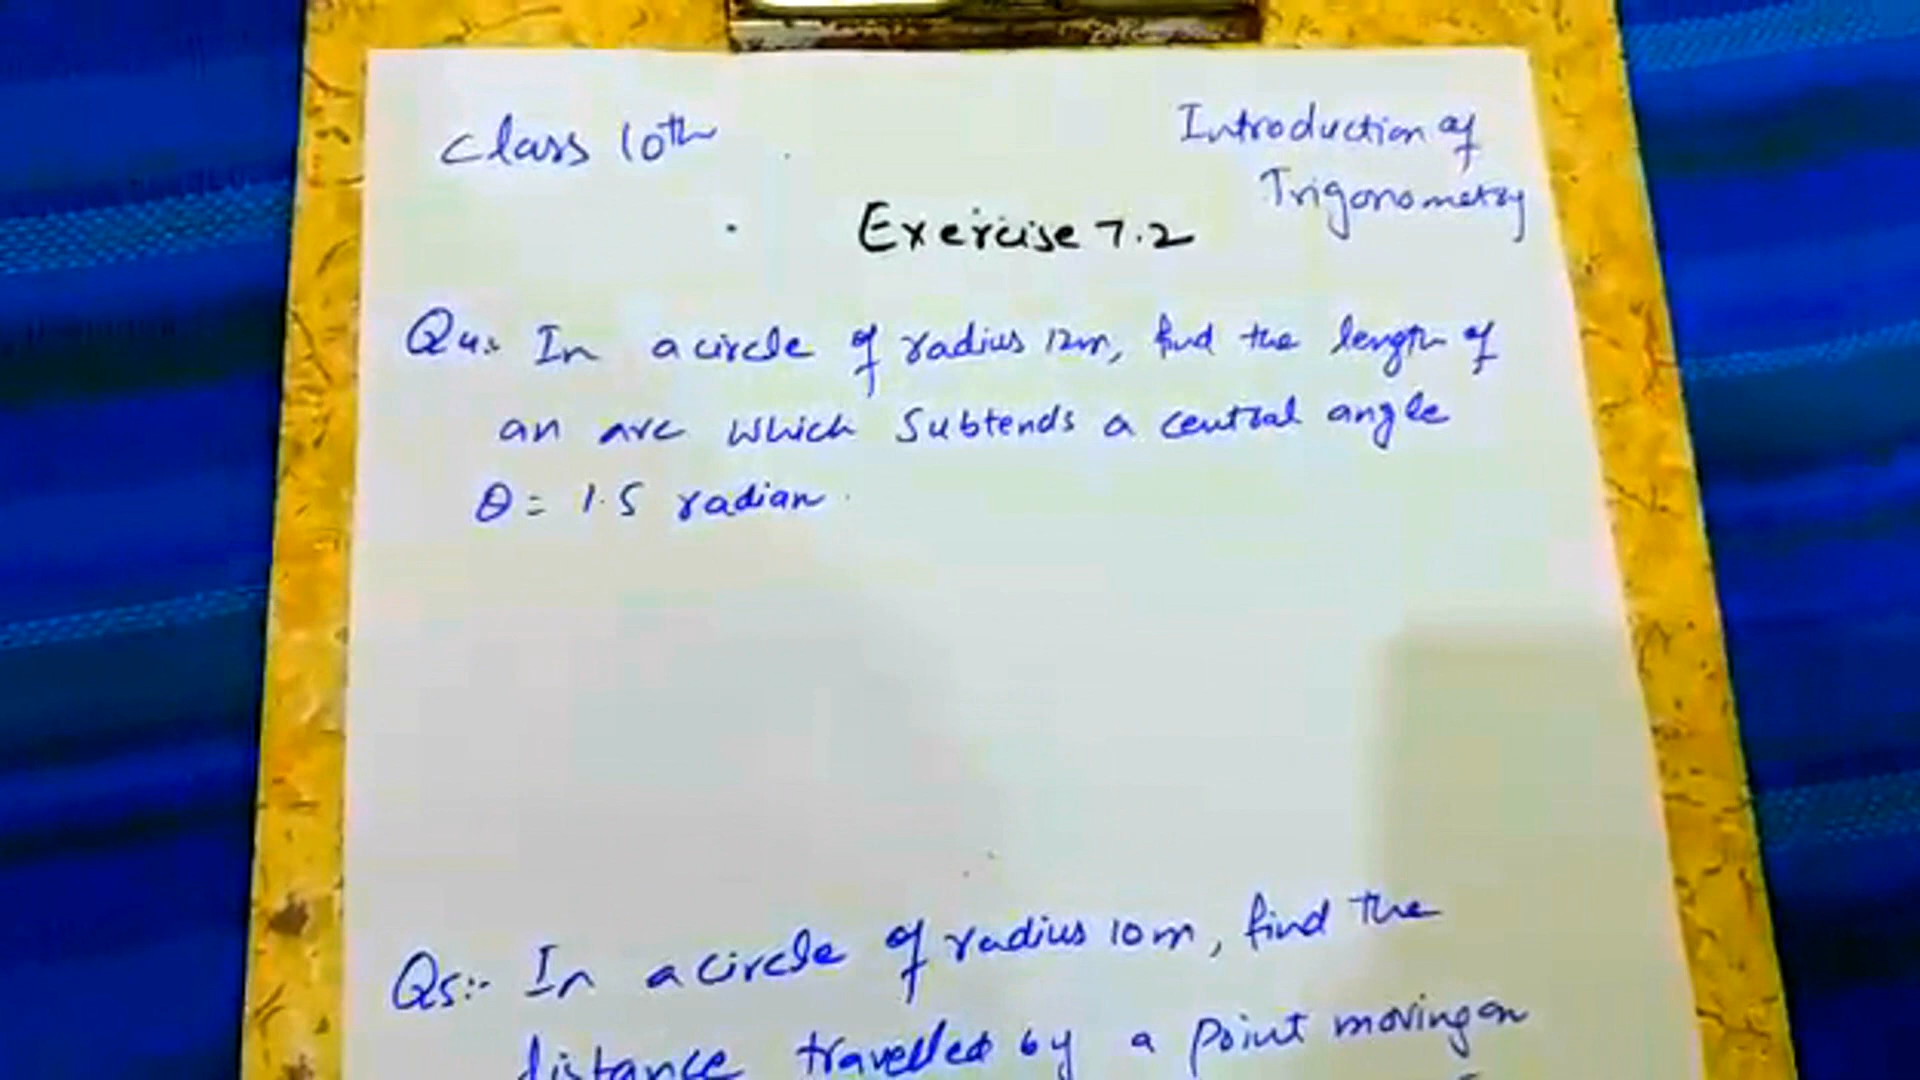 Class 10th
Introduction of
Trigonometry
Exercise 7.2
Q4:- In a circle of radius 12m, find the length of
an arc which subtends a central angle
θ = 1.5 radian.
Q5:- In a circle of radius 10m, find the
distance travelled by a point moving on